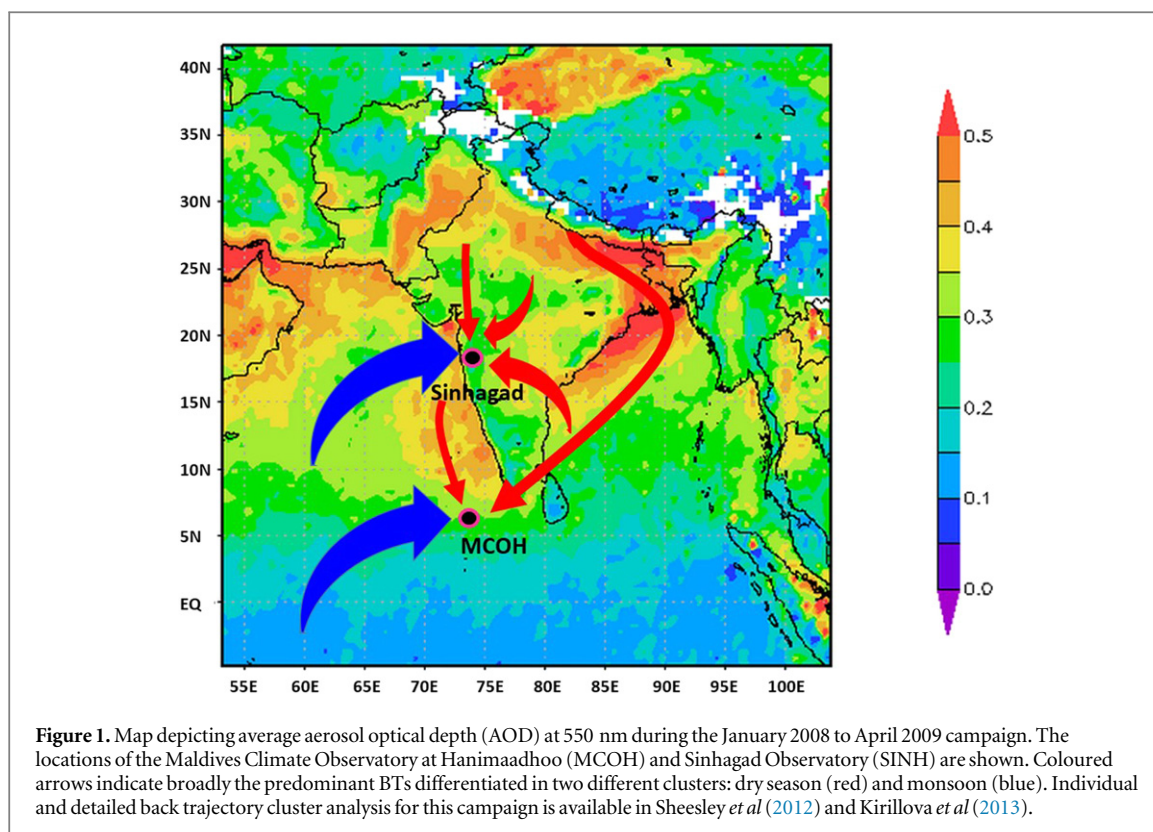 40N
35N
30N
25N
20N
15N
10N
5N
EQ
55E 60E 65E 70E 75E 80E 85E 90E 95E 100E
Sinhagad
MCOH
0.5
0.4
0.3
0.2
0.1
0.0
Figure 1. Map depicting average aerosol optical depth (AOD) at 550 nm during the January 2008 to April 2009 campaign. The
locations of the Maldives Climate Observatory at Hanimaadhoo (MCOH) and Sinhagad Observatory (SINH) are shown. Coloured
arrows indicate broadly the predominant BTs differentiated in two different clusters: dry season (red) and monsoon (blue). Individual
and detailed back trajectory cluster analysis for this campaign is available in Sheesley et al (2012) and Kirillova et al (2013).